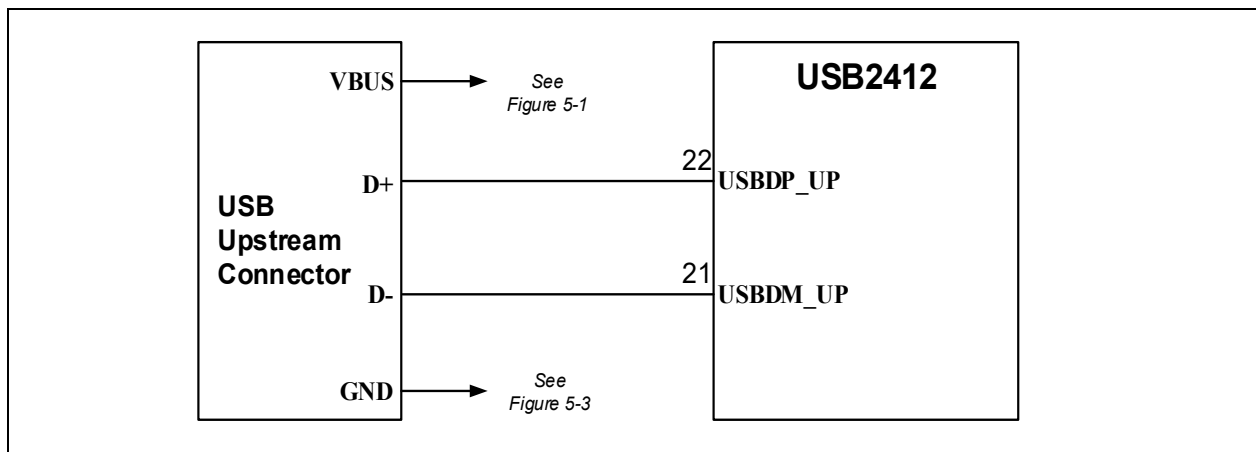 USB2412
VBUS
See
Figure 5-1
22
D+
USBDP_UP
USB
Upstream
Connector
21
D-
USBDM_UP
GND
See
Figure 5-3